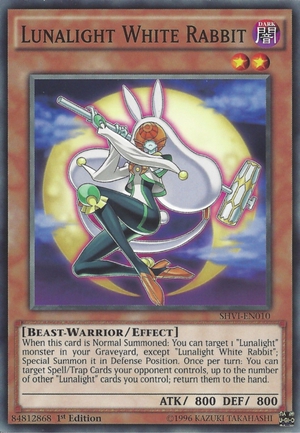 LUNALIGHT WHITE RABBIT
DARK
闇
SHVI-EN010
[BEAST-WARRIOR/EFFECT]
When this card is Normal Summoned: You can target 1 "Lunalight"
monster in your Graveyard, except "Lunalight White Rabbit";
Special Summon it in Defense Position. Once per turn: You can
target Spell/Trap Cards your opponent controls, up to the
number of other "Lunalight" cards you control; return them to the
hand.
ATK/ 800 DEF/ 800
84812868 1st Edition ©1996 KAZUKI TAKAHASHI